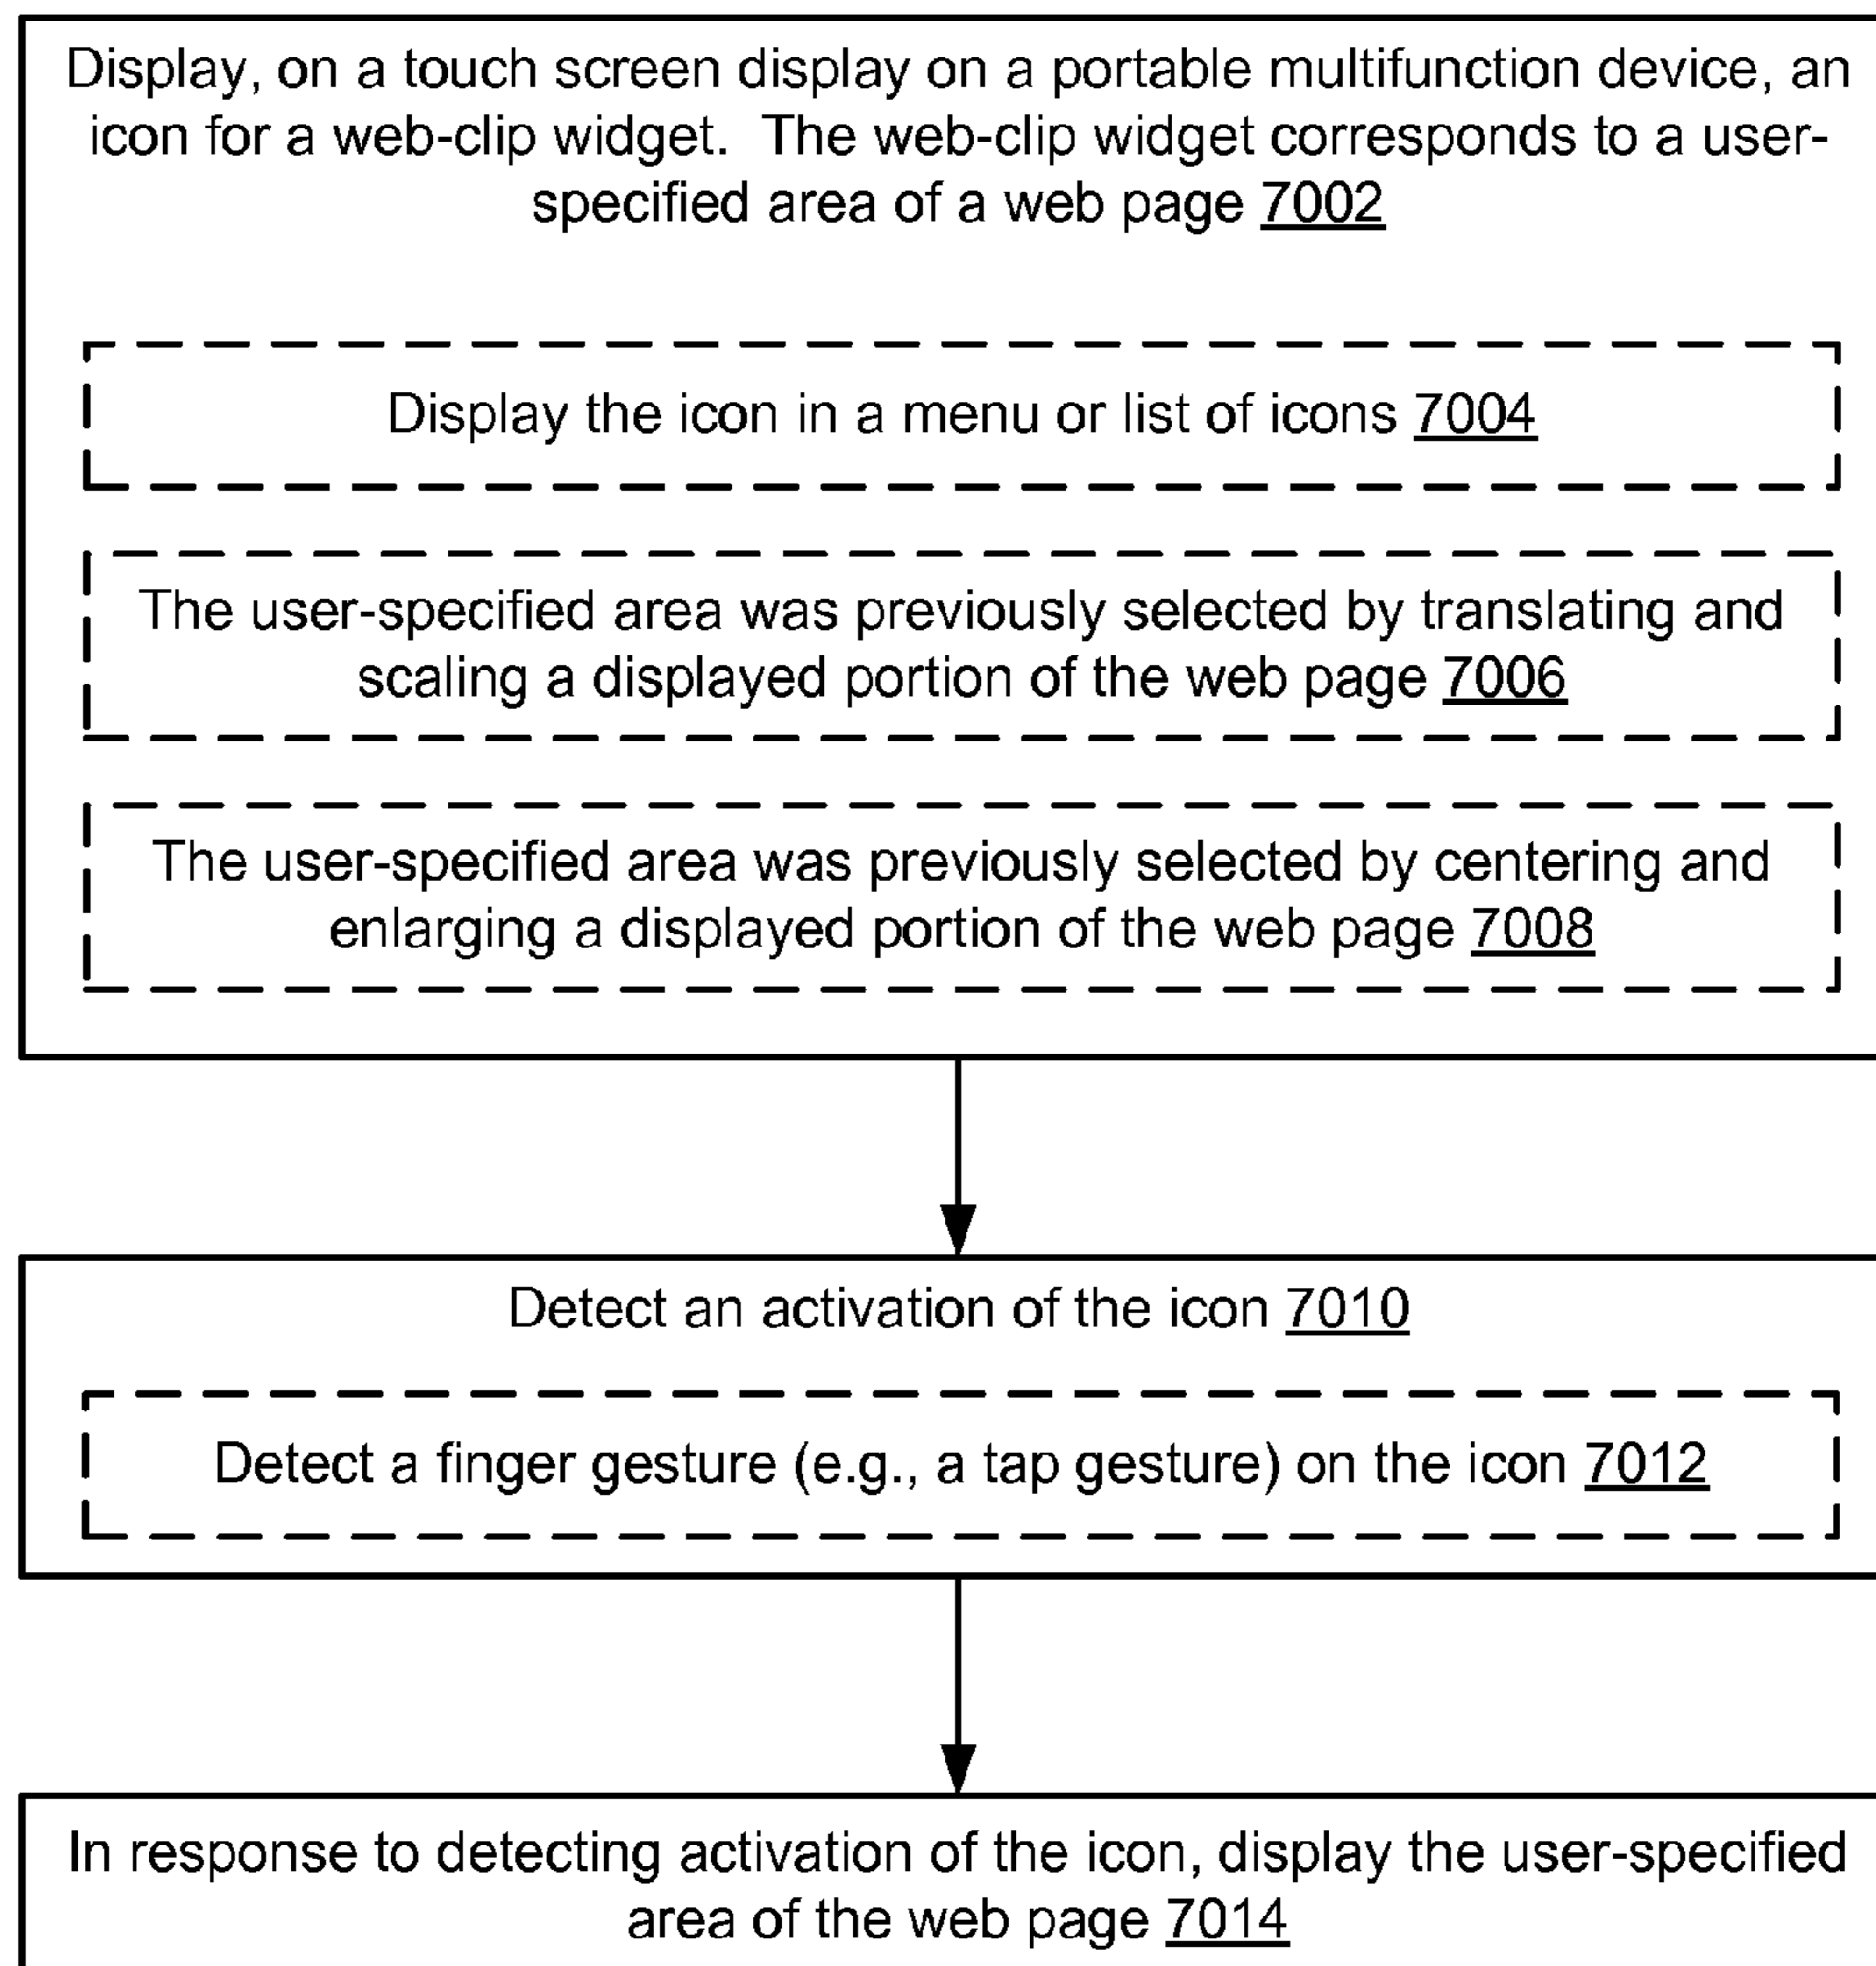 Display, on a touch screen display on a portable multifunction device, an
icon for a web-clip widget.  The web-clip widget corresponds to a user-
specified area of a web page 7002
Display the icon in a menu or list of icons 7004
The user-specified area was previously selected by translating and
scaling a displayed portion of the web page 7006
The user-specified area was previously selected by centering and
enlarging a displayed portion of the web page 7008
Detect an activation of the icon 7010
Detect a finger gesture (e.g., a tap gesture) on the icon 7012
In response to detecting activation of the icon, display the user-specified
area of the web page 7014